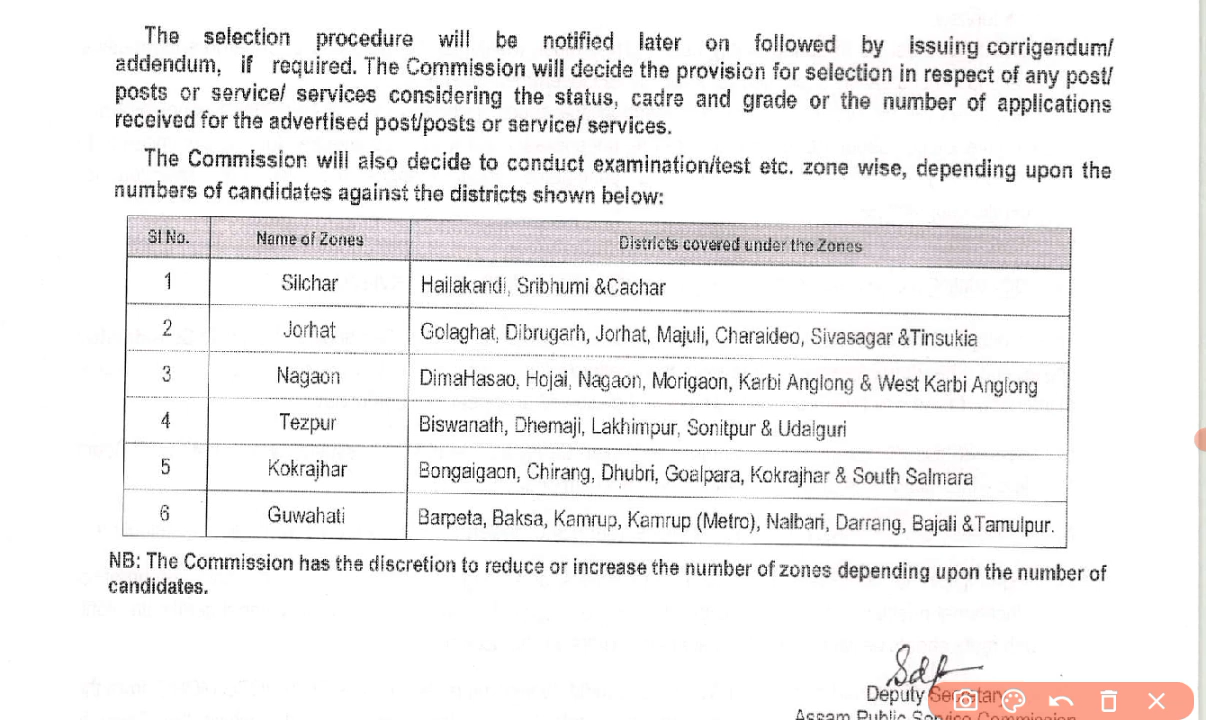 The selection procedure will be notified later on followed by issuing corrigendum/
addendum, if required. The Commission will decide the provision for selection in respect of any post/
posts or service/ services considering the status, cadre and grade or the number of applications
received for the advertised post/posts or service/ services.
The Commission will also decide to conduct examination/test etc. zone wise, depending upon the
numbers of candidates against the districts shown below:
Sl No. Name of Zones Districts covered under the Zones
1 Silchar Hailakandi, Sribhumi &Cachar
2 Jorhat Golaghat, Dibrugarh, Jorhat, Majuli, Charaideo, Sivasagar &Tinsukia
3 Nagaon DimaHasao, Hojai, Nagaon, Morigaon, Karbi Anglong & West Karbi Anglong
4 Tezpur Biswanath, Dhemaji, Lakhimpur, Sonitpur & Udalguri
5 Kokrajhar Bongaigaon, Chirang, Dhubri, Goalpara, Kokrajhar & South Salmara
6 Guwahati Barpeta, Baksa, Kamrup, Kamrup (Metro), Nalbari, Darrang, Bajali &Tamulpur.
NB: The Commission has the discretion to reduce or increase the number of zones depending upon the number of
candidates.
Deputy Secretary
Assam Public Service Commission